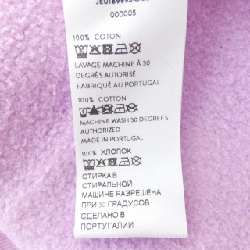 000005
100% COTON
LAVAGE MACHINE À 30
DEGRÉS AUTORISÉ
FABRIQUÉ AU PORTUGAL
100% COTTON
MACHINE WASH 30 DEGREES
AUTHORIZED
MADE IN PORTUGAL
100% ХЛОПОК
СТИРКА В
СТИРАЛЬНОЙ
МАШИНЕ РАЗРЕШЕНА
ПРИ 30 ГРАДУСОВ
СДЕЛАНО В
ПОРТУГАЛИИ